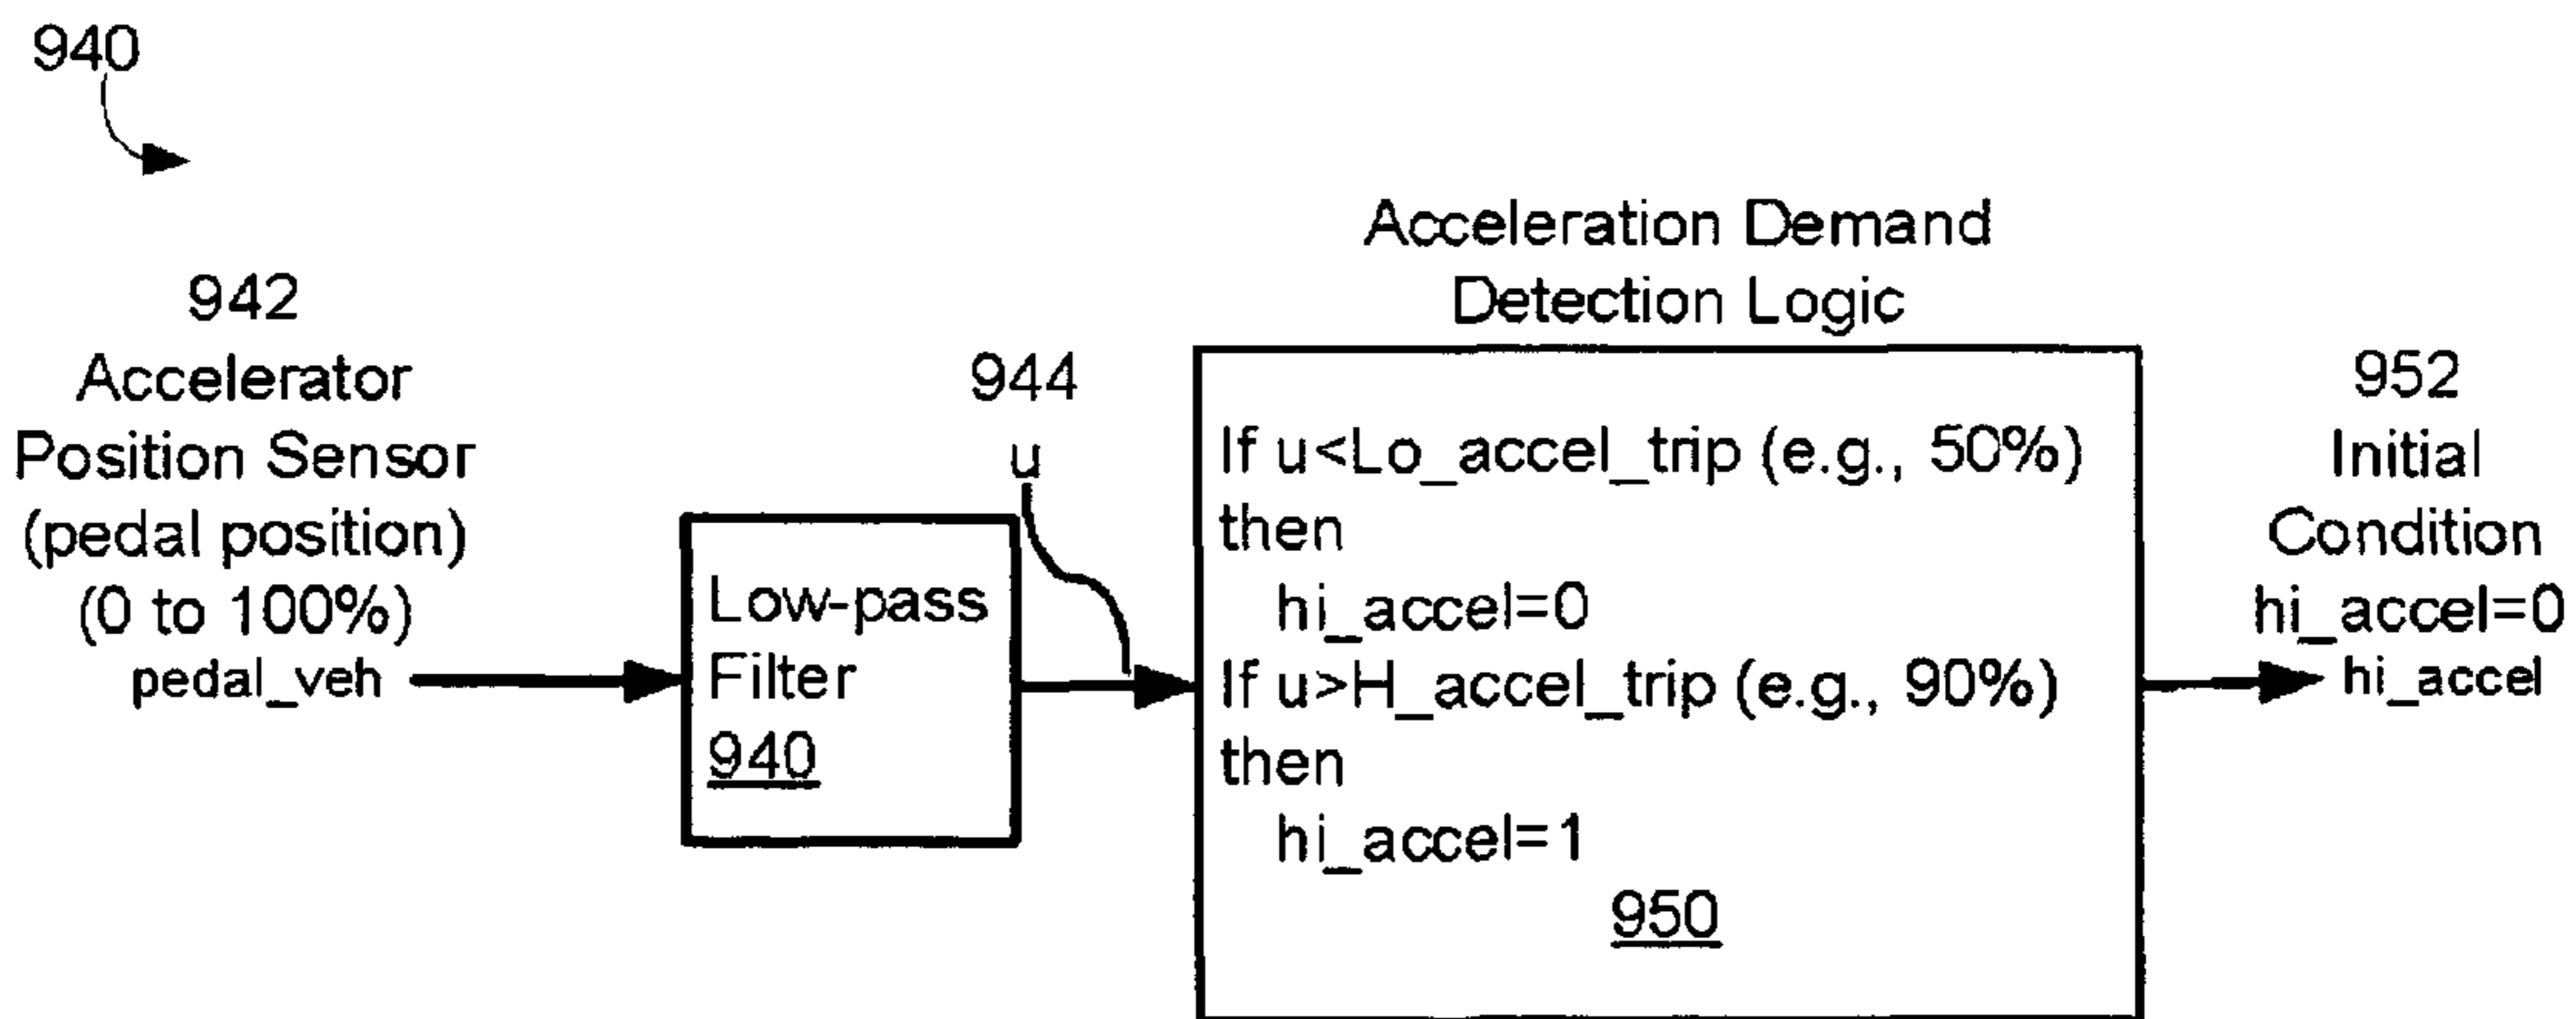 940
942
Accelerator
Position Sensor
(pedal position)
(0 to 100%)
pedal_veh
Low-pass
Filter
940
944
u
Acceleration Demand
Detection Logic
If u<Lo_accel_trip (e.g., 50%)
then
hi_accel=0
If u>H_accel_trip (e.g., 90%)
then
hi_accel=1
950
952
Initial
Condition
hi_accel=0
hi_accel